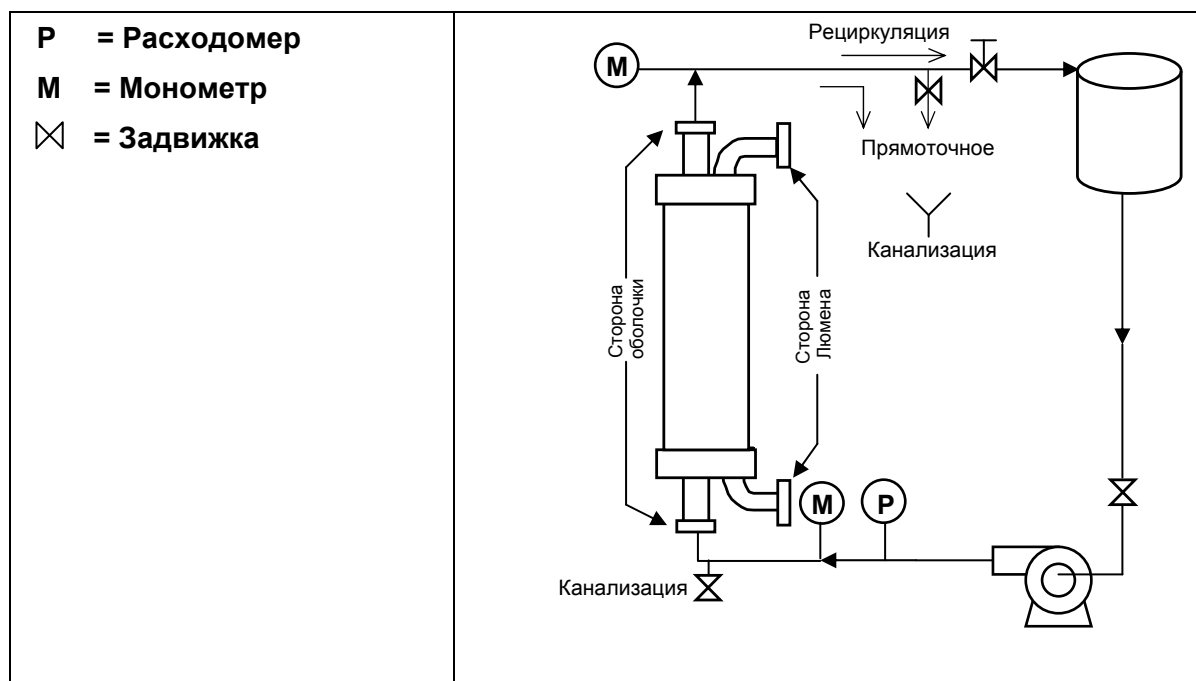 Р = Расходомер
М = Монометр
= Задвижка
Рециркуляция
М
Прямоточное
Канализация
Сторона
оболочки
Сторона
Люмена
М
Р
Канализация